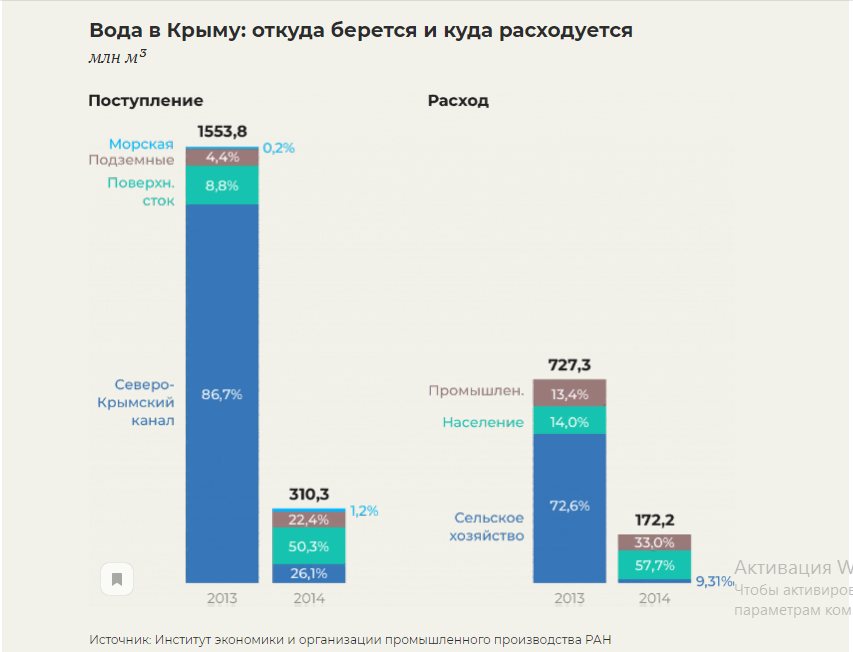 Вода в Крыму: откуда берется и куда расходуется
млн м³
Поступление
Расход
1553,8
Морская
0,2%
Подземные
4,4%
Поверхн.
сток
8,8%
Северо-
Крымский
канал
86,7%
310,3
1,2%
22,4%
50,3%
26,1%
2013
2014
727,3
Промышлен.
13,4%
Население
14,0%
Сельское
хозяйство
72,6%
172,2
33,0%
57,7%
9,31%
2013
2014
Активация W
Чтобы активиров
параметрам ком
Источник: Институт экономики и организации промышленного производства РАН